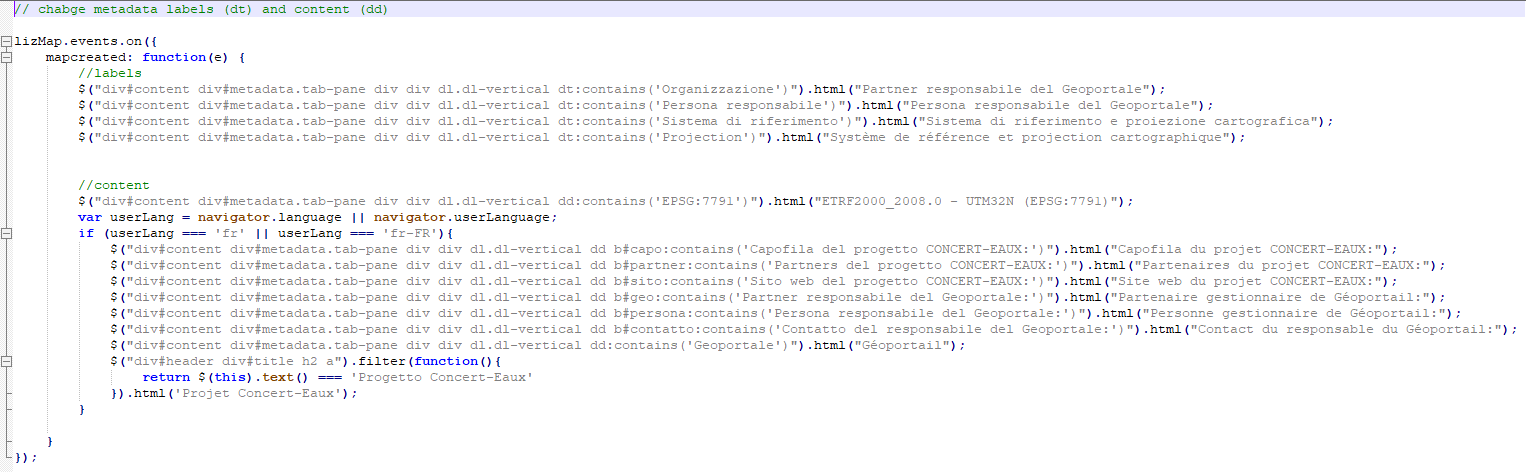 // chabge metadata labels (dt) and content (dd)
lizMap.events.on({
mapcreated: function(e) {
//labels
$("div#content div#metadata.tab-pane div div dl.dl-vertical dt:contains('Organizzazione')").html("Partner responsabile del Geoportale");
$("div#content div#metadata.tab-pane div div dl.dl-vertical dt:contains('Persona responsabile')").html("Persona responsabile del Geoportale");
$("div#content div#metadata.tab-pane div div dl.dl-vertical dt:contains('Sistema di riferimento')").html("Sistema di riferimento e proiezione cartografica");
$("div#content div#metadata.tab-pane div div dl.dl-vertical dt:contains('Projection')").html("Système de référence et projection cartographique");
//content
$("div#content div#metadata.tab-pane div div dl.dl-vertical dd:contains('EPSG:7791')").html("ETRF2000_2008.0 - UTM32N (EPSG:7791)");
var userLang = navigator.language || navigator.userLanguage;
if (userLang === 'fr' || userLang === 'fr-FR'){
$("div#content div#metadata.tab-pane div div dl.dl-vertical dd b#capo:contains('Capofila del progetto CONCERT-EAUX:')").html("Capofila du projet CONCERT-EAUX:");
$("div#content div#metadata.tab-pane div div dl.dl-vertical dd b#partner:contains('Partners del progetto CONCERT-EAUX:')").html("Partenaires du projet CONCERT-EAUX:");
$("div#content div#metadata.tab-pane div div dl.dl-vertical dd b#sito:contains('Sito web del progetto CONCERT-EAUX:')").html("Site web du projet CONCERT-EAUX:");
$("div#content div#metadata.tab-pane div div dl.dl-vertical dd b#geo:contains('Partner responsabile del Geoportale:')").html("Partenaire gestionnaire de Géoportail:");
$("div#content div#metadata.tab-pane div div dl.dl-vertical dd b#persona:contains('Persona responsabile del Geoportale:')").html("Personne gestionnaire de Géoportail:");
$("div#content div#metadata.tab-pane div div dl.dl-vertical dd b#contatto:contains('Contatto del responsabile del Geoportale:')").html("Contact du responsable du Géoportail:");
$("div#content div#metadata.tab-pane div div dl.dl-vertical dd:contains('Geoportale')").html("Géoportail");
$("div#header div#title h2 a").filter(function(){
return $(this).text() === 'Progetto Concert-Eaux'
}).html('Projet Concert-Eaux');
}
}
});